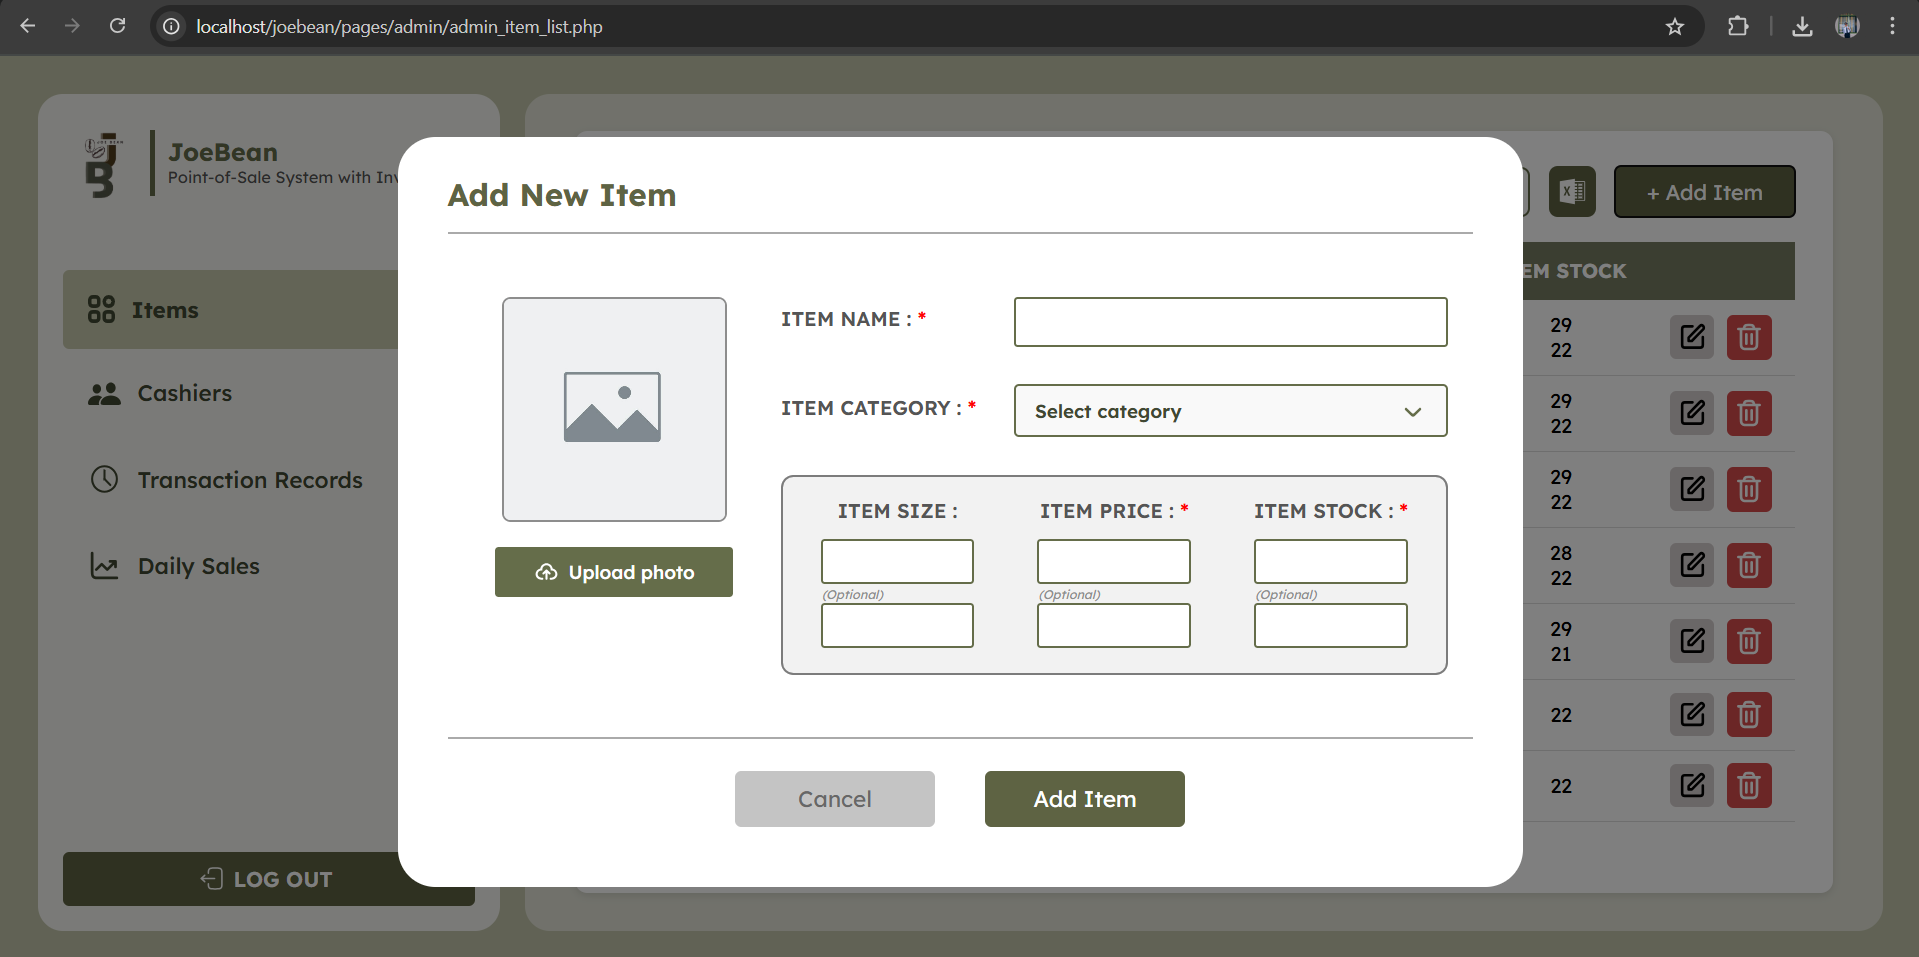 localhost/joebean/pages/admin/admin_item_list.php
JoeBean
Point-of-Sale System with Inv
Items
Cashiers
Transaction Records
Daily Sales
LOG OUT
+ Add Item
EM STOCK
29
22
29
22
29
22
28
22
29
21
22
22
Add New Item
Upload photo
ITEM NAME : *
ITEM CATEGORY : *
Select category
ITEM SIZE :
ITEM PRICE : *
ITEM STOCK : *
(Optional)
(Optional)
(Optional)
Cancel
Add Item